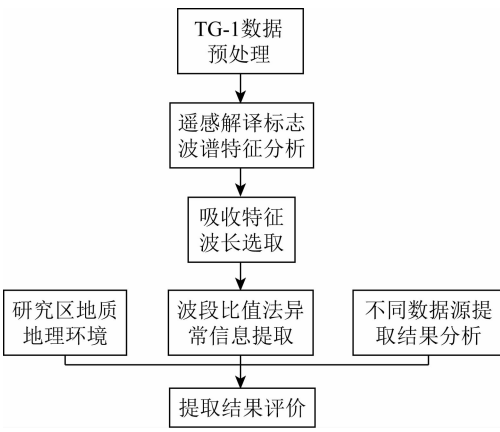 TG-1数据
预处理
遥感解译标志
波谱特征分析
吸收特征
波长选取
研究区地质
地理环境
波段比值法异
常信息提取
不同数据源提
取结果分析
提取结果评价